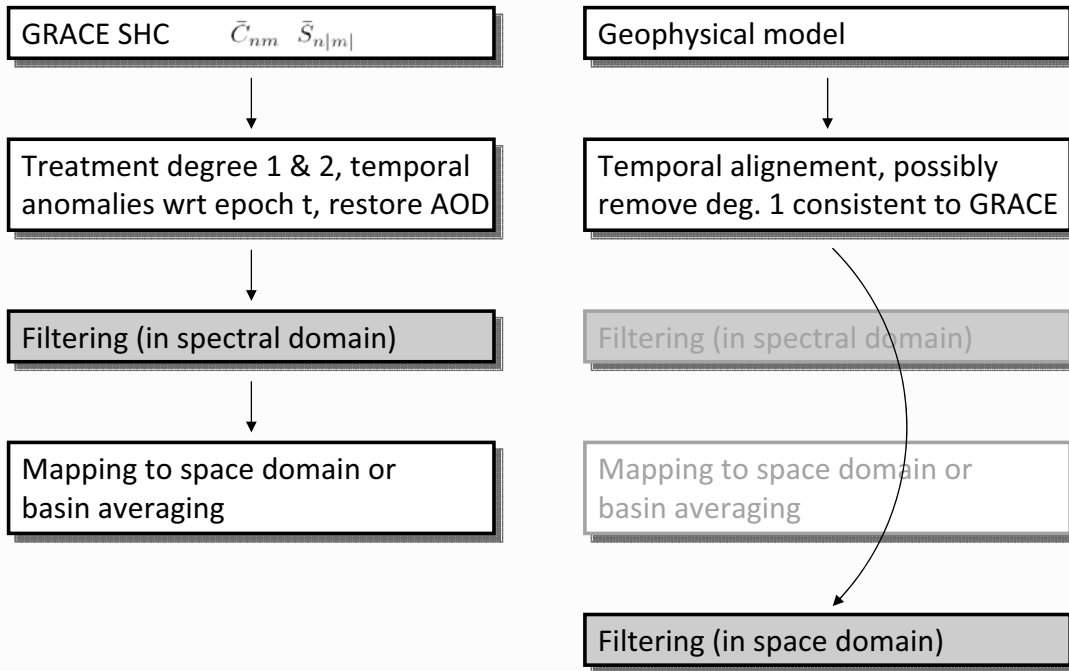 GRACE SHC $\bar{C}_{nm}$ $\bar{S}_{n|m|}$
Treatment degree 1 & 2, temporal
anomalies wrt epoch t, restore AOD
Filtering (in spectral domain)
Mapping to space domain or
basin averaging
Geophysical model
Temporal alignement, possibly
remove deg. 1 consistent to GRACE
Filtering (in spectral domain)
Mapping to space domain or
basin averaging
Filtering (in space domain)